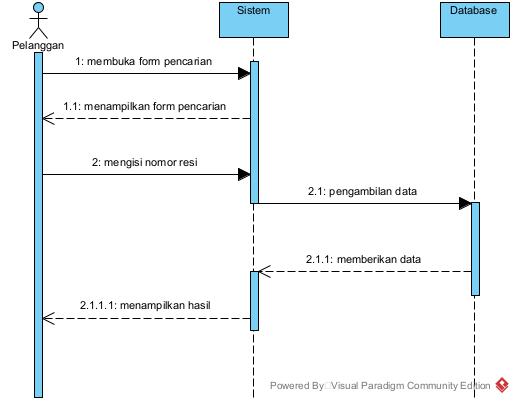 Sistem
Database
Pelanggan
1: membuka form pencarian
1.1: menampilkan form pencarian
2: mengisi nomor resi
2.1: pengambilan data
2.1.1: memberikan data
2.1.1.1: menampilkan hasil
Powered By Visual Paradigm Community Edition